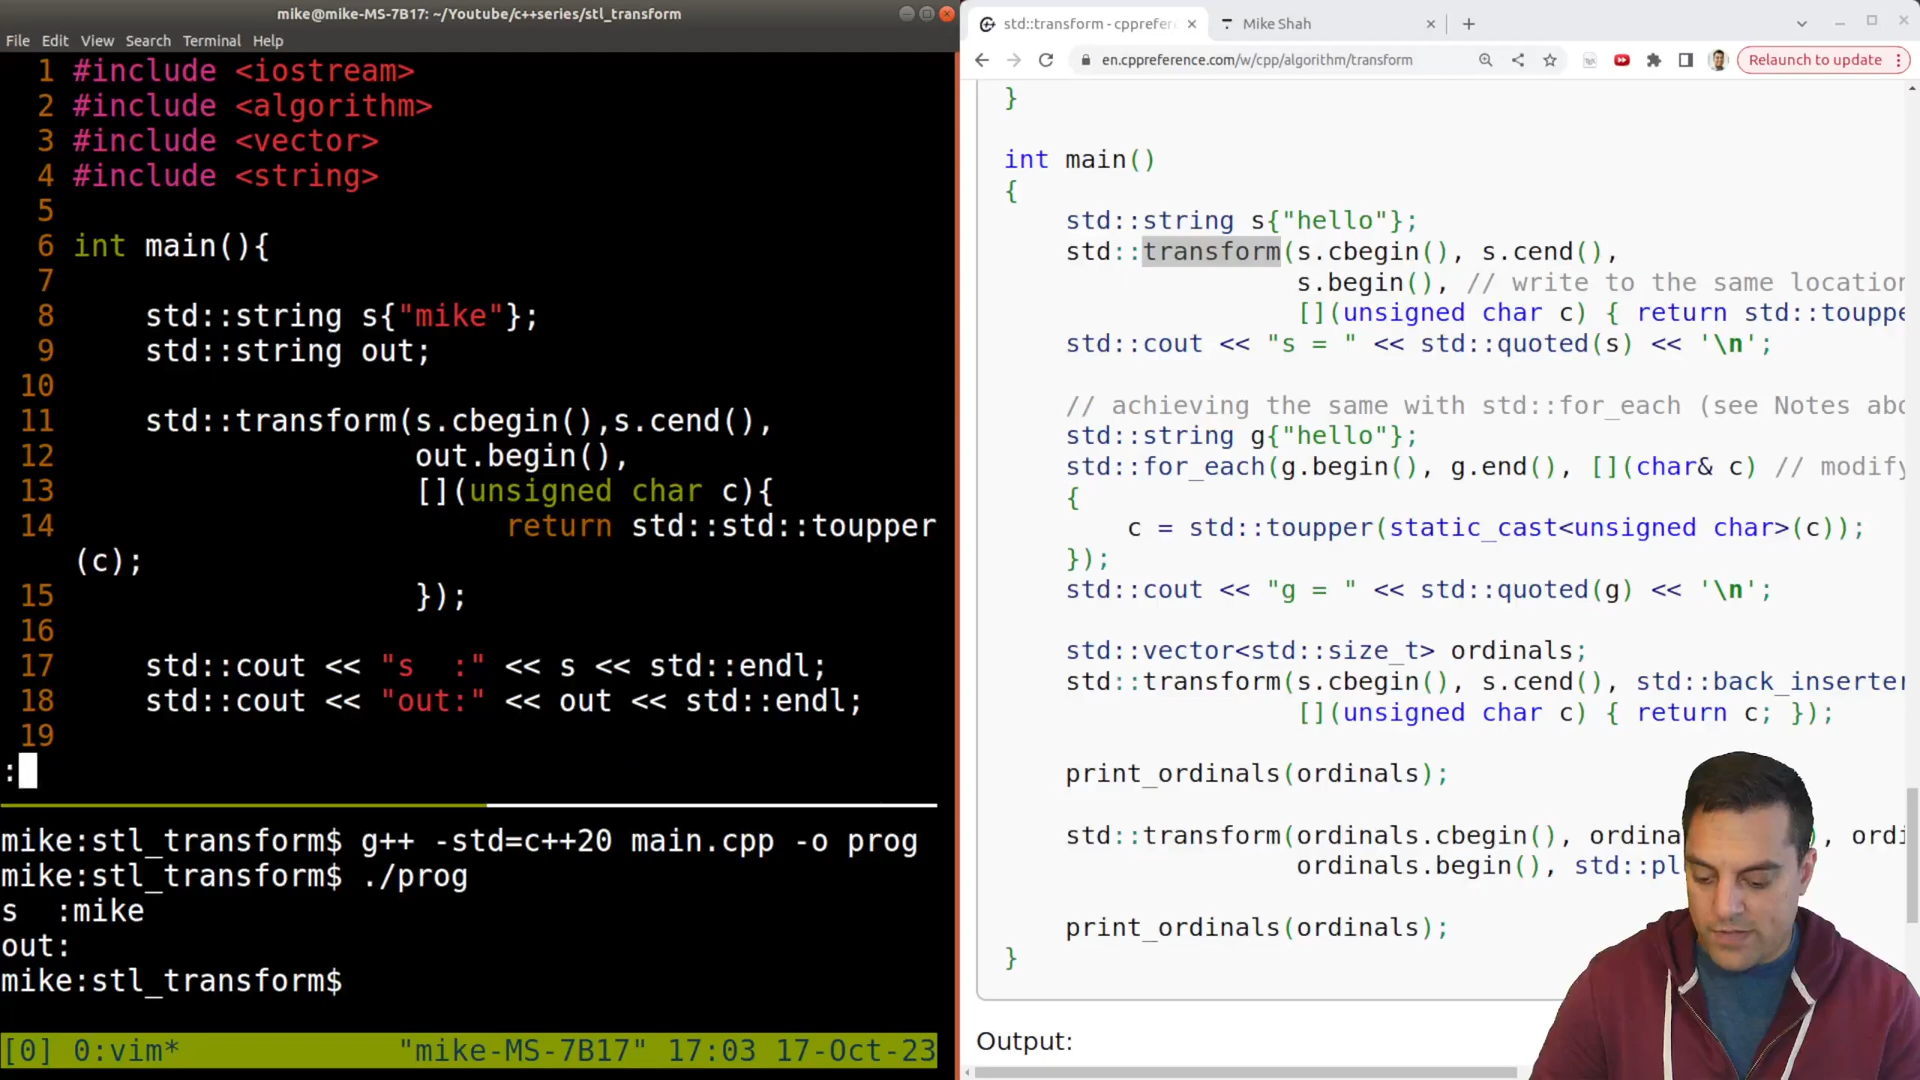 mike@mike-MS-7B17: ~/Youtube/c++series/stl_transform
File Edit View Search Terminal Help
1 #include <iostream>
2 #include <algorithm>
3 #include <vector>
4 #include <string>
5
6 int main(){
7
8 std::string s{"mike"};
9 std::string out;
10
11 std::transform(s.cbegin(),s.cend(),
12 out.begin(),
13 [](unsigned char c){
14 return std::std::toupper
(c);
15 });
16
17 std::cout << "s  :" << s << std::endl;
18 std::cout << "out:" << out << std::endl;
19
:
mike:stl_transform$ g++ -std=c++20 main.cpp -o prog
mike:stl_transform$ ./prog
s  :mike
out:
mike:stl_transform$
[0] 0:vim* "mike-MS-7B17" 17:03 17-Oct-23
std::transform - cppreferen
Mike Shah
en.cppreference.com/w/cpp/algorithm/transform
Relaunch to update
}
int main()
{
std::string s{"hello"};
std::transform(s.cbegin(), s.cend(),
s.begin(), // write to the same location
[](unsigned char c) { return std::touppe
std::cout << "s = " << std::quoted(s) << '\n';
// achieving the same with std::for_each (see Notes abo
std::string g{"hello"};
std::for_each(g.begin(), g.end(), [](char& c) // modify
{
c = std::toupper(static_cast<unsigned char>(c));
});
std::cout << "g = " << std::quoted(g) << '\n';
std::vector<std::size_t> ordinals;
std::transform(s.cbegin(), s.cend(), std::back_inserter
[](unsigned char c) { return c; });
print_ordinals(ordinals);
std::transform(ordinals.cbegin(), ordina ), ordi
ordinals.begin(), std::pl
print_ordinals(ordinals);
}
Output: